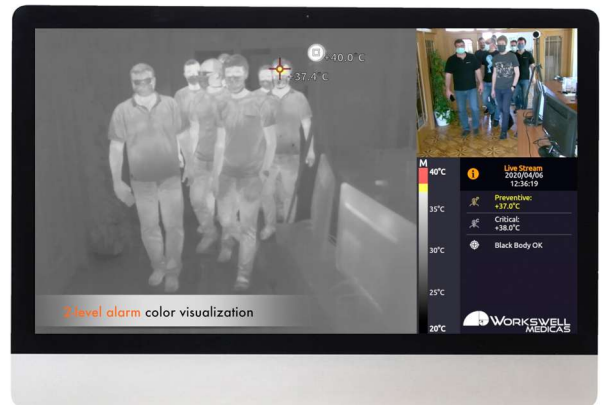 +40.0°C
+37.4°C
2 level alarm color visualization
M
40°C
35°C
30°C
25°C
20°C
i
Live Stream
2020/04/06
12:36:19
Preventive:
+37.0°C
Critical:
+38.0°C
Black Body OK
WORKSWELL
MEDICAS